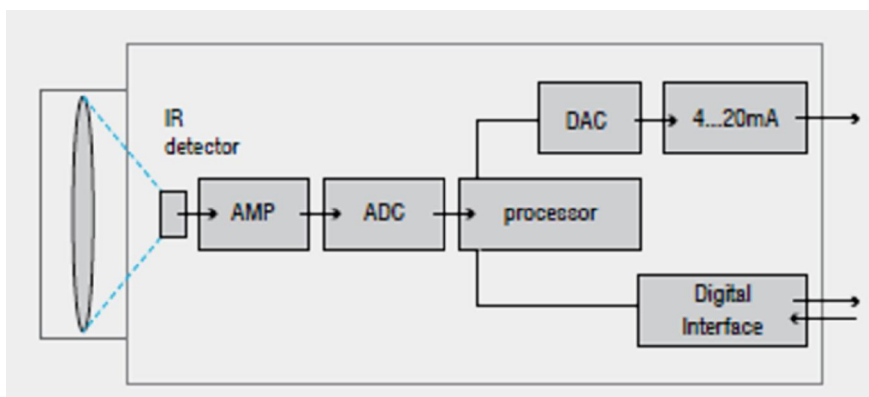 IR
detector
AMP
ADC
processor
DAC
4...20mA
Digital
Interface